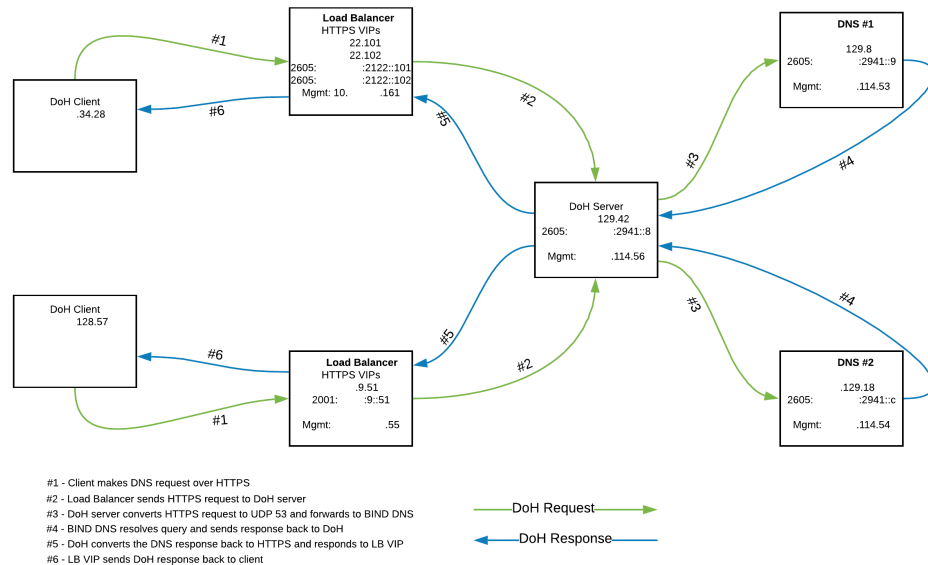 Load Balancer
HTTPS VIPs
22.101
22.102
2605: :2122::101
2605: :2122::102
Mgmt: 10. .161
DNS #1
129.8
2605: :2941::9
Mgmt: .114.53
#1
DoH Client
.34.28
#6
#2
#5
#3
#4
DoH Server
129.42
2605: :2941::8
Mgmt: .114.56
DoH Client
128.57
#6
#1
#5
#2
#3
#4
Load Balancer
HTTPS VIPs
.9.51
2001: :9::51
Mgmt: .55
DNS #2
.129.18
2605: :2941::c
Mgmt: .114.54
#1 - Client makes DNS request over HTTPS
#2 - Load Balancer sends HTTPS request to DoH server
#3 - DoH server converts HTTPS request to UDP 53 and forwards to BIND DNS
#4 - BIND DNS resolves query and sends response back to DoH
#5 - DoH converts the DNS response back to HTTPS and responds to LB VIP
#6 - LB VIP sends DoH response back to client
DoH Request
DoH Response